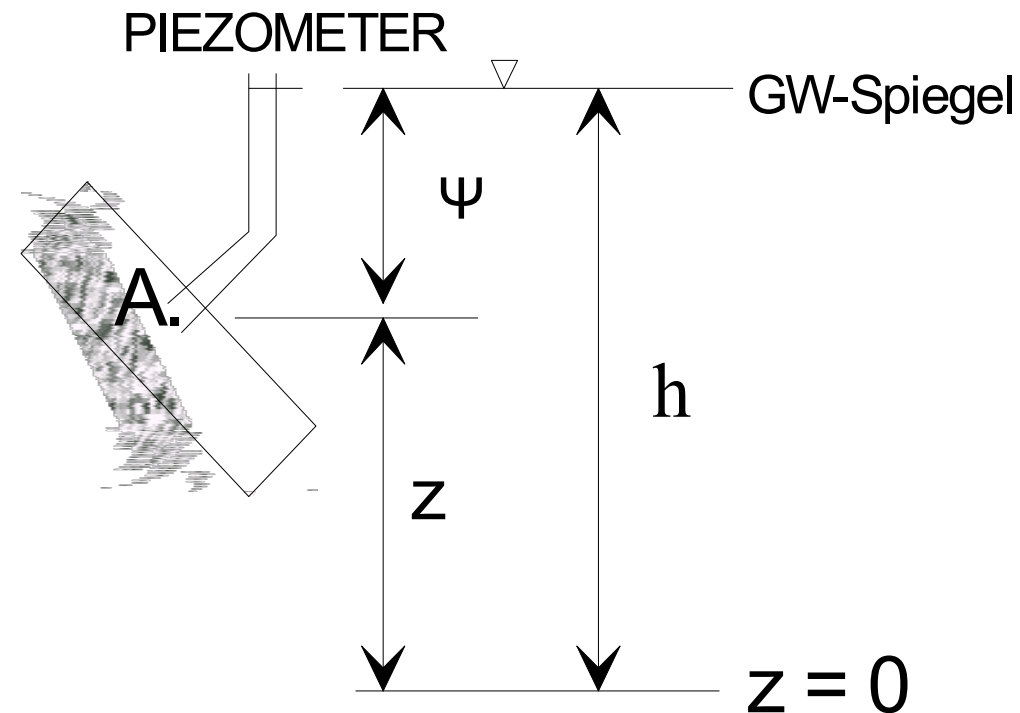 PIEZOMETER
GW-Spiegel
Ψ
A.
h
z
z = 0